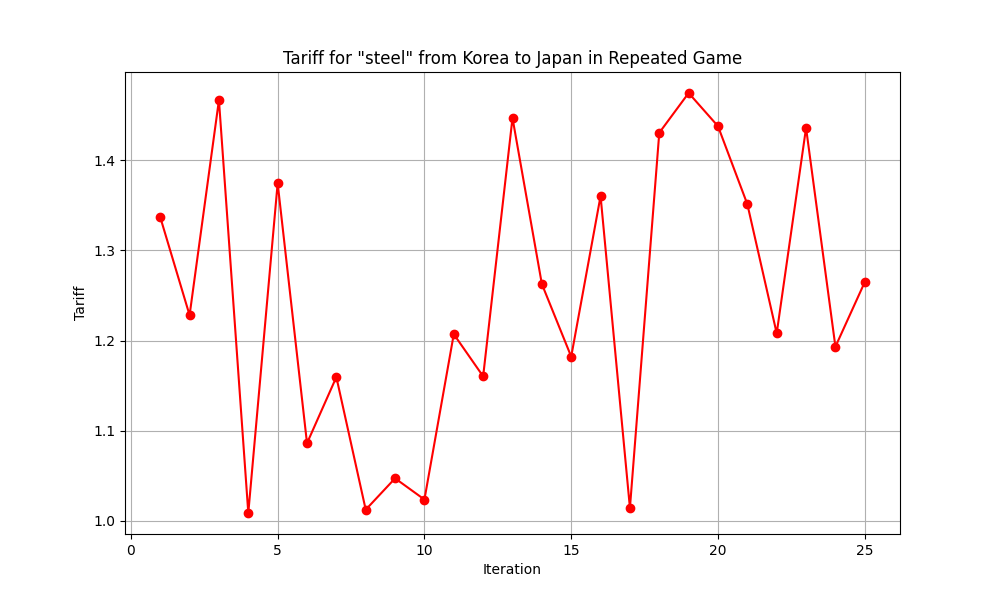 Tariff for "steel" from Korea to Japan in Repeated Game
Tariff
1.4
1.3
1.2
1.1
1.0
0 5 10 15 20 25
Iteration